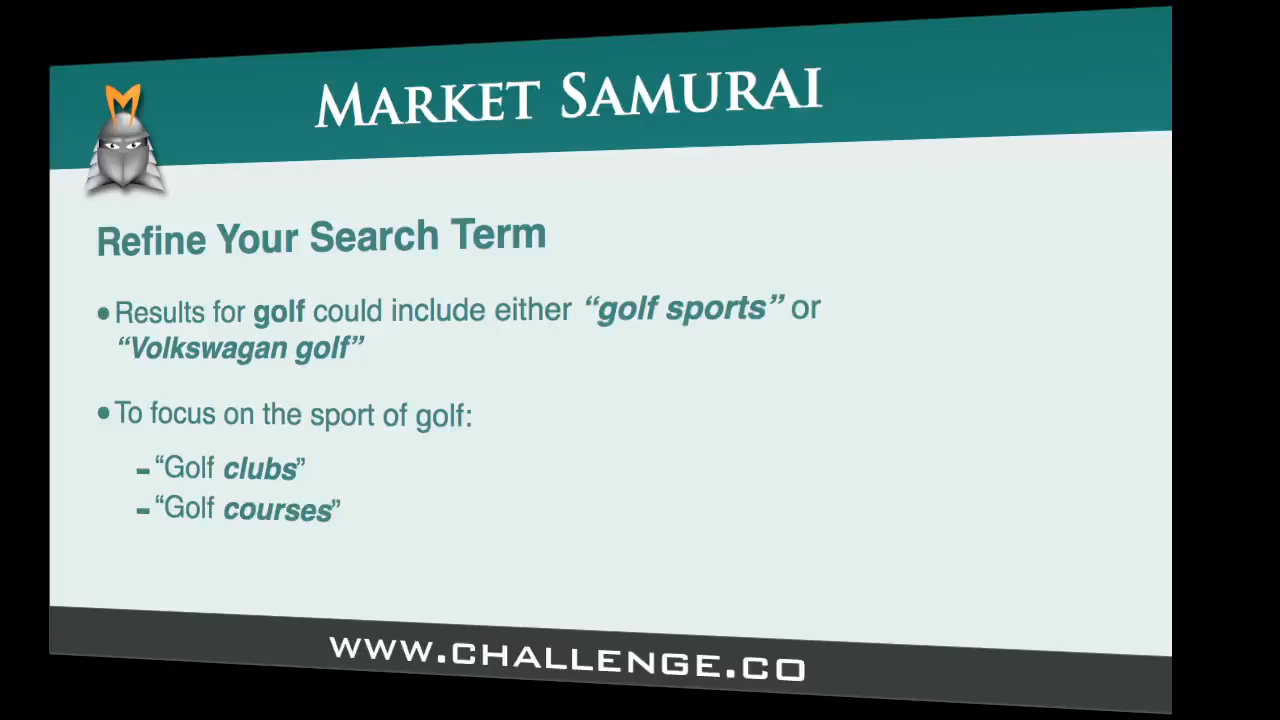 MARKET SAMURAI
Refine Your Search Term
•Results for golf could include either “golf sports” or
“Volkswagan golf”
•To focus on the sport of golf:
–“Golf clubs”
–“Golf courses”
WWW.CHALLENGE.CO